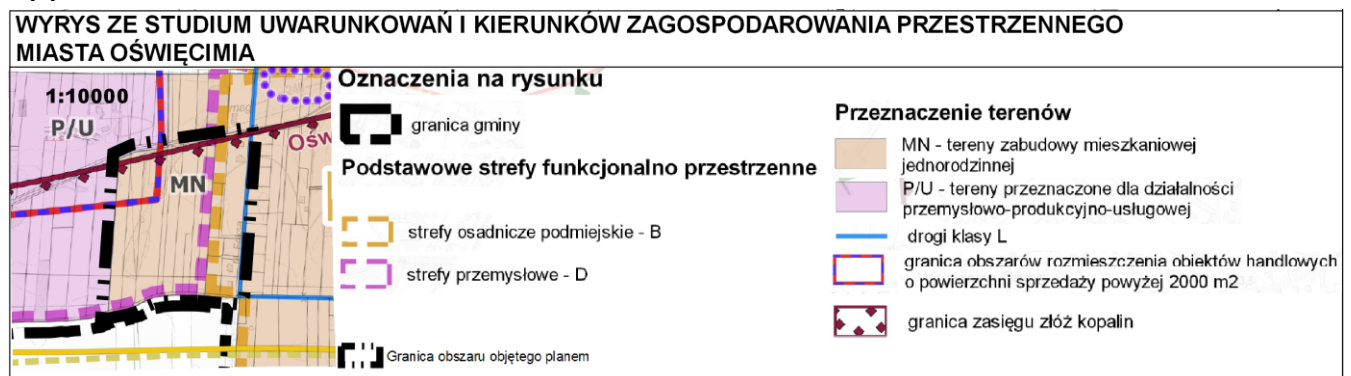 WYRYS ZE STUDIUM UWARUNKOWAŃ I KIERUNKÓW ZAGOSPODAROWANIA PRZESTRZENNEGO
MIASTA OŚWIĘCIMIA
1:10000
P/U
MN
Ośw
Oznaczenia na rysunku
granica gminy
Podstawowe strefy funkcjonalno przestrzenne
strefy osadnicze podmiejskie - B
strefy przemysłowe - D
Granica obszaru objętego planem
Przeznaczenie terenów
MN - tereny zabudowy mieszkaniowej
jednorodzinnej
P/U - tereny przeznaczone dla działalności
przemysłowo-produkcyjno-usługowej
drogi klasy L
granica obszarów rozmieszczenia obiektów handlowych
o powierzchni sprzedaży powyżej 2000 m2
granica zasięgu złóż kopalin